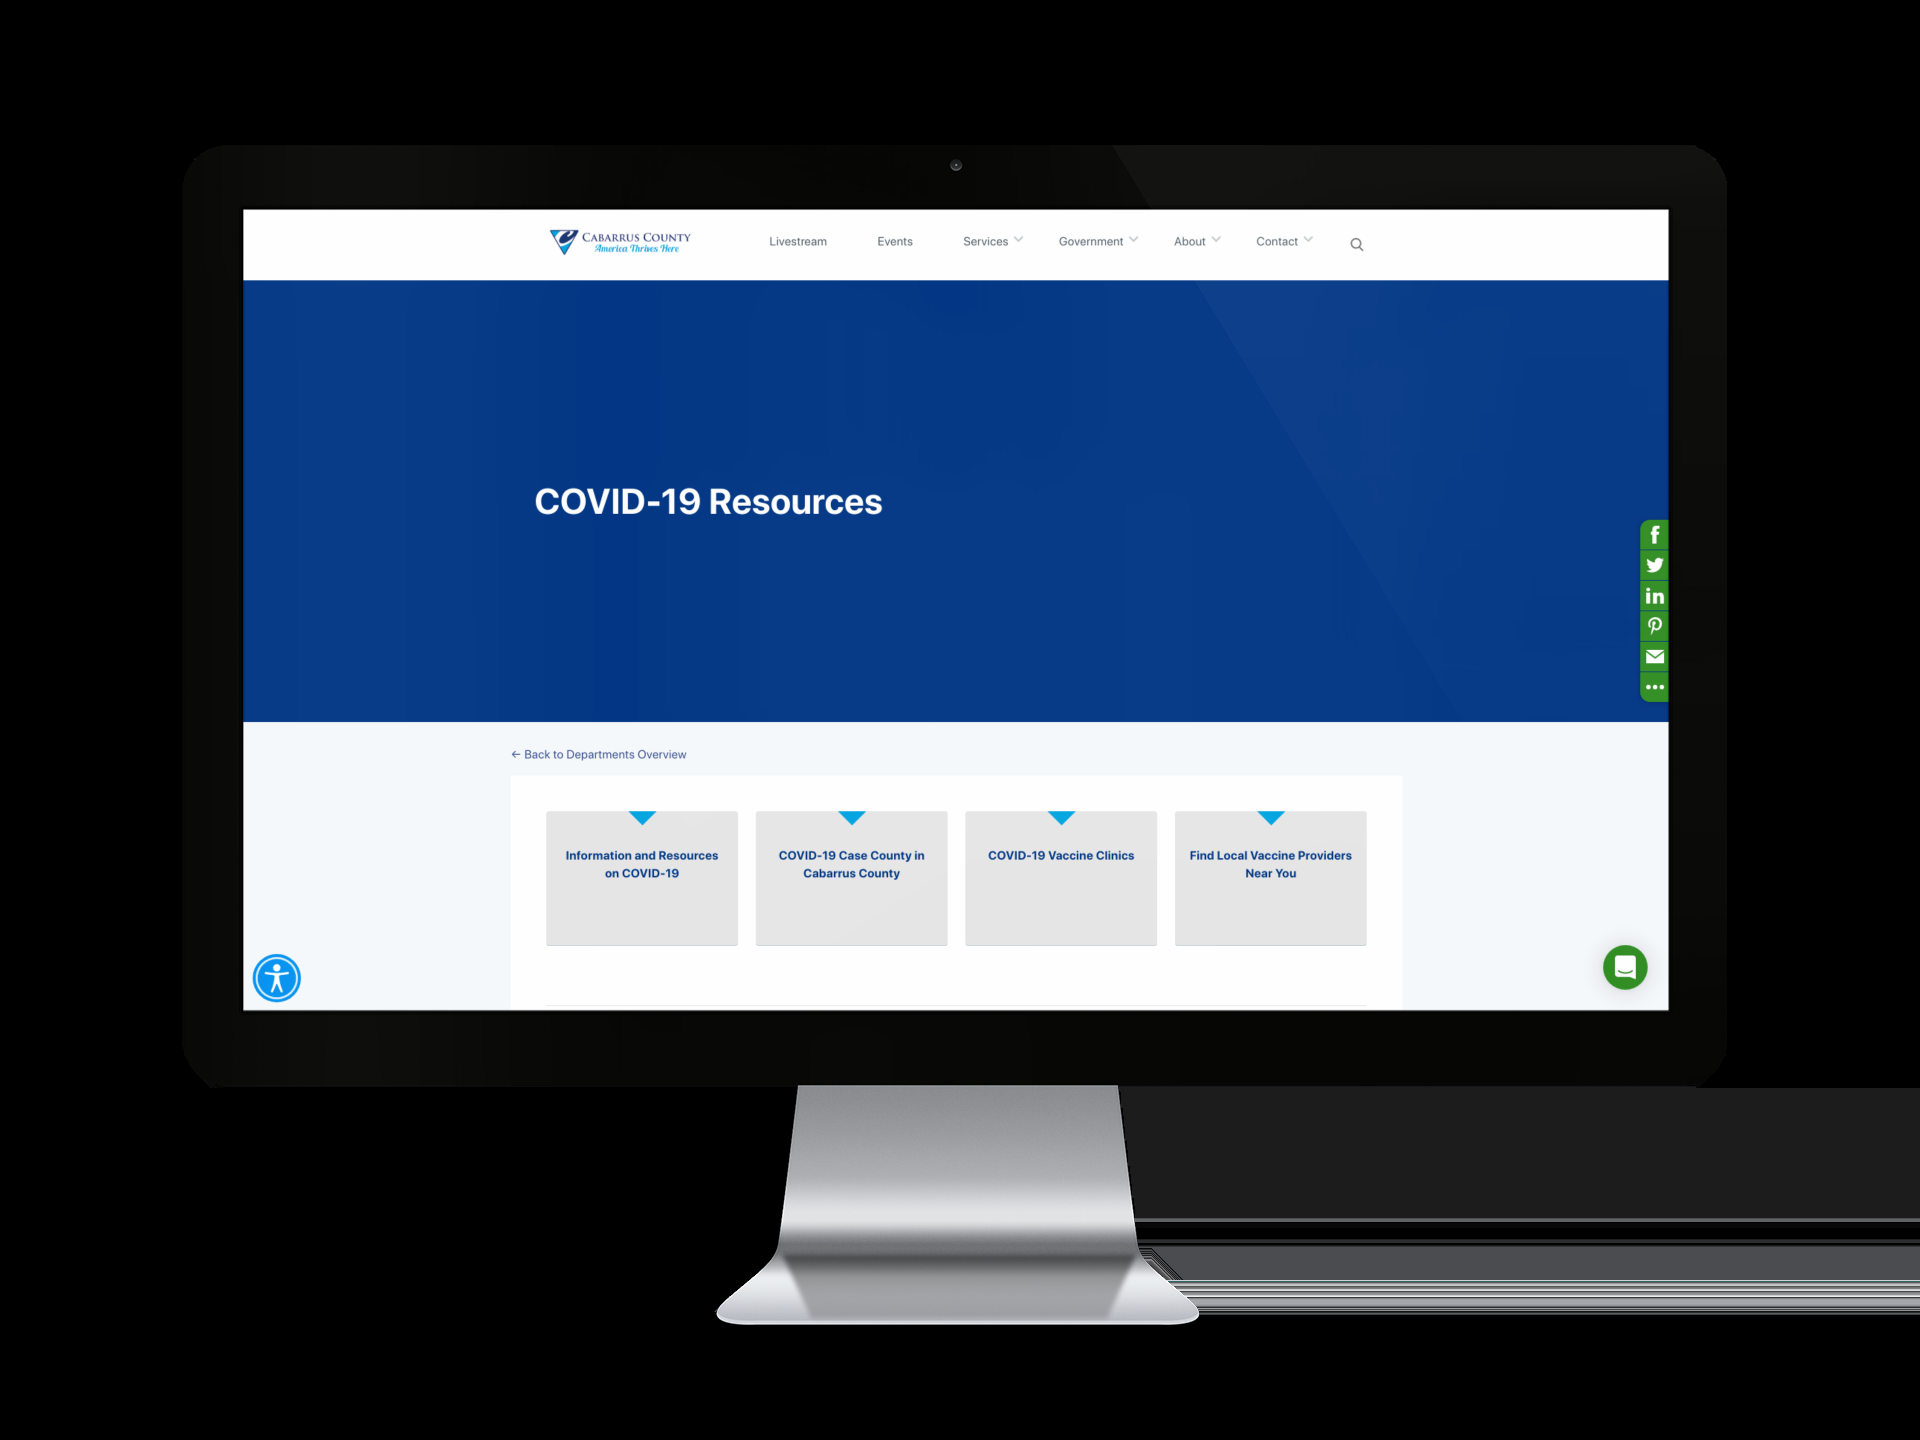 CABARRUS COUNTY
America Thrives Here
Livestream
Events
Services
Government
About
Contact
COVID-19 Resources
← Back to Departments Overview
Information and Resources
on COVID-19
COVID-19 Case County in
Cabarrus County
COVID-19 Vaccine Clinics
Find Local Vaccine Providers
Near You